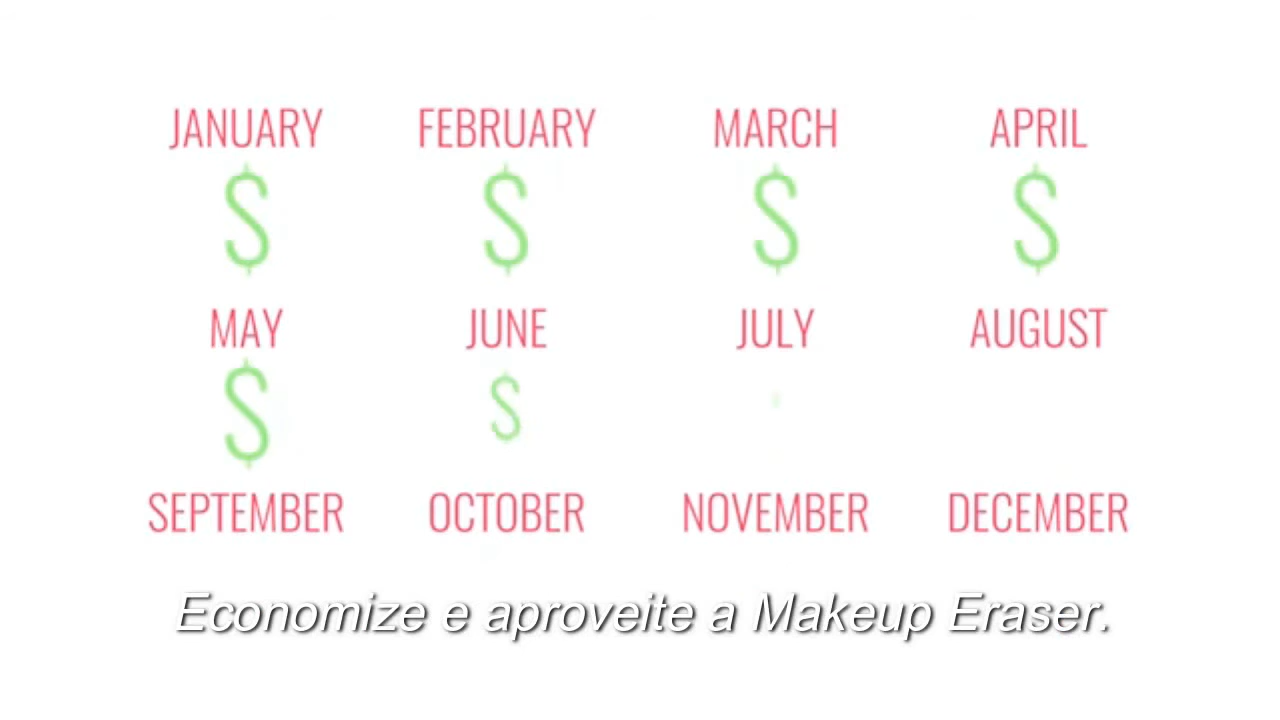 JANUARY FEBRUARY MARCH APRIL
$ $ $ $
MAY JUNE JULY AUGUST
$ $
SEPTEMBER OCTOBER NOVEMBER DECEMBER
Economize e aproveite a Makeup Eraser.